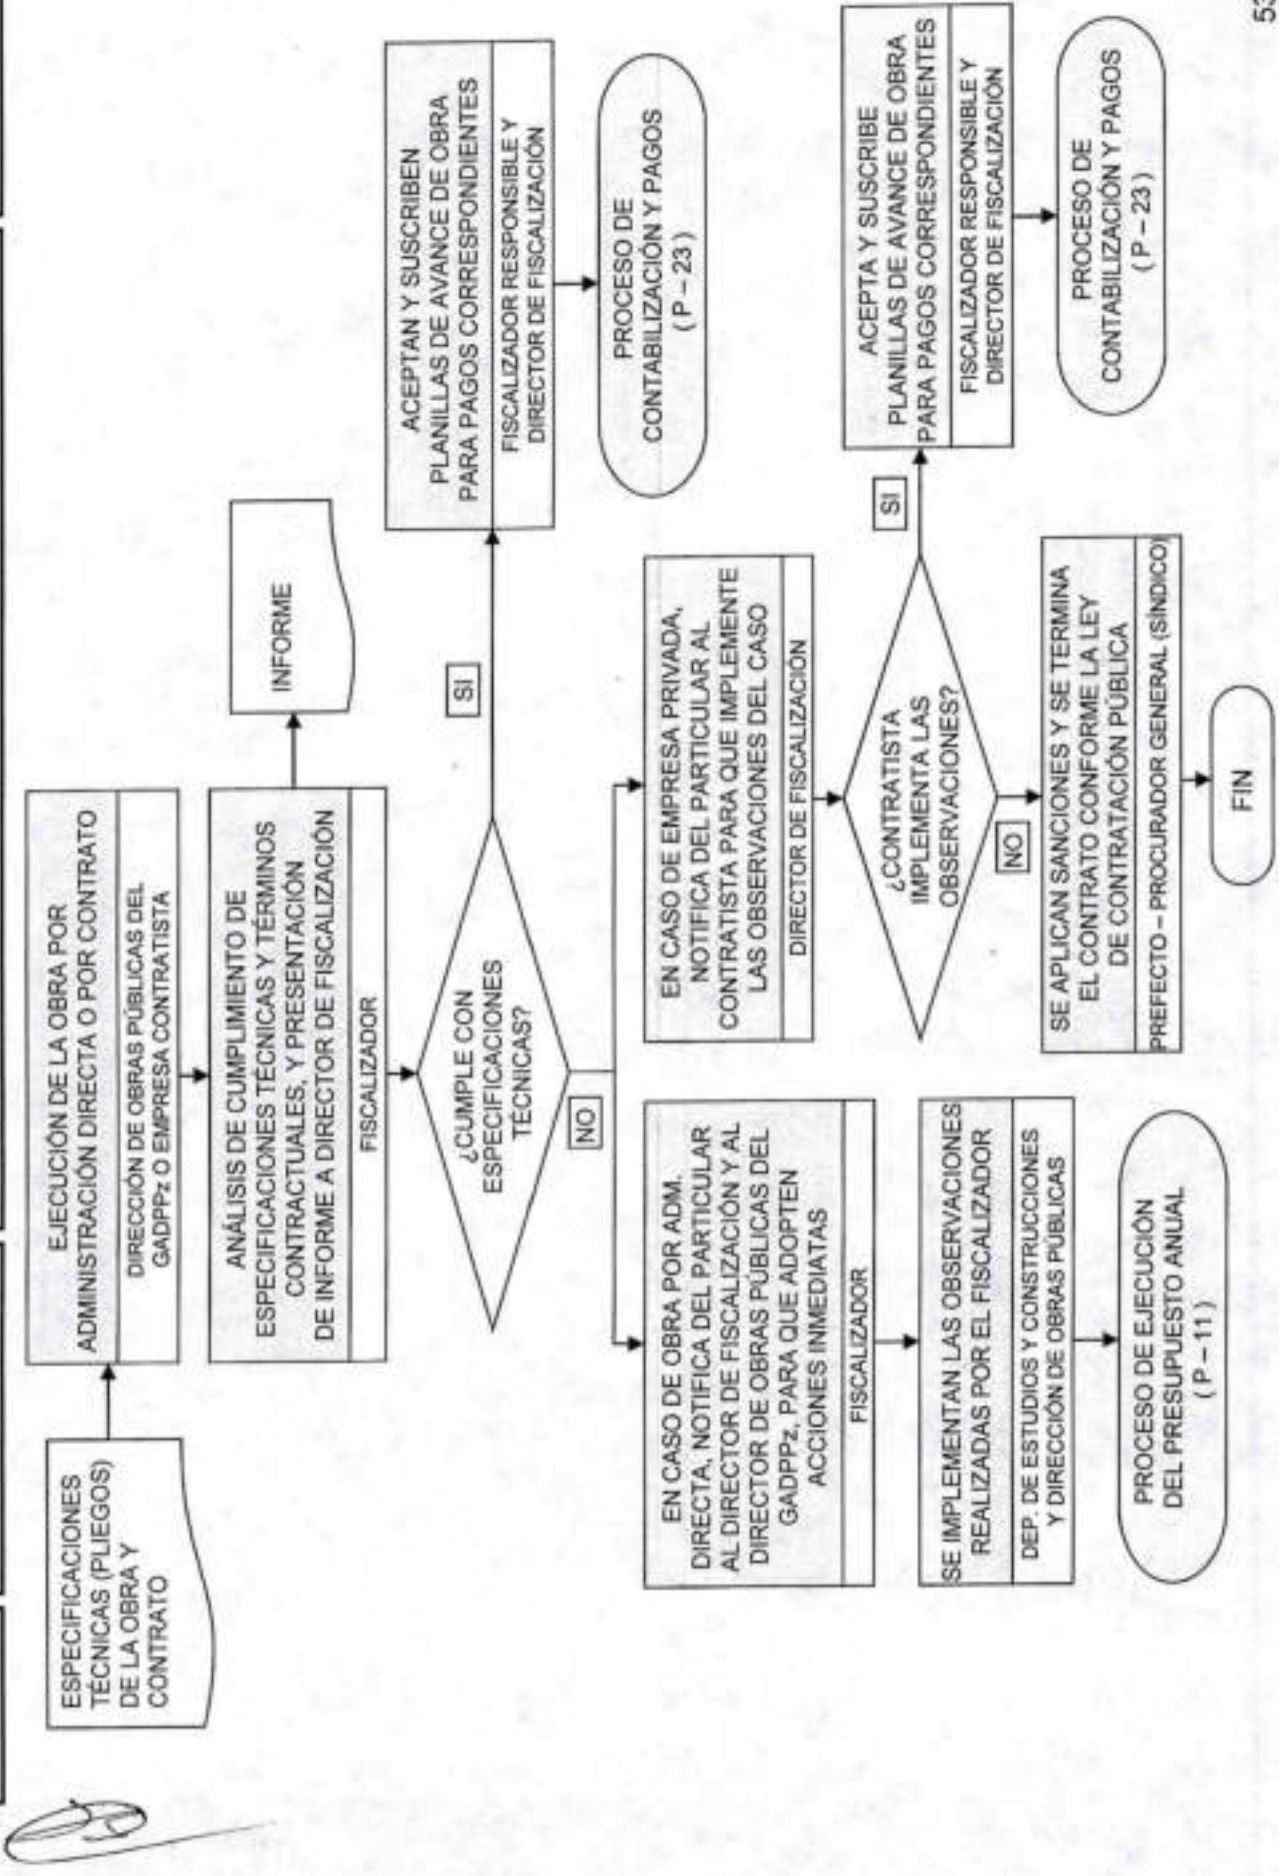 ESPECIFICACIONES
TÉCNICAS (PLIEGOS)
DE LA OBRA Y
CONTRATO
EJECUCIÓN DE LA OBRA POR
ADMINISTRACIÓN DIRECTA O POR CONTRATO
DIRECCIÓN DE OBRAS PÚBLICAS DEL
GADPPz O EMPRESA CONTRATISTA
ANÁLISIS DE CUMPLIMIENTO DE
ESPECIFICACIONES TÉCNICAS Y TÉRMINOS
CONTRACTUALES, Y PRESENTACIÓN
DE INFORME A DIRECTOR DE FISCALIZACIÓN
FISCALIZADOR
INFORME
¿CUMPLE CON
ESPECIFICACIONES
TÉCNICAS?
SI
ACEPTAN Y SUSCRIBEN
PLANILLAS DE AVANCE DE OBRA
PARA PAGOS CORRESPONDIENTES
FISCALIZADOR RESPONSIBLE Y
DIRECTOR DE FISCALIZACIÓN
PROCESO DE
CONTABILIZACIÓN Y PAGOS
( P – 23 )
NO
EN CASO DE OBRA POR ADM.
DIRECTA, NOTIFICA DEL PARTICULAR
AL DIRECTOR DE FISCALIZACIÓN Y AL
DIRECTOR DE OBRAS PÚBLICAS DEL
GADPPz, PARA QUE ADOPTEN
ACCIONES INMEDIATAS
FISCALIZADOR
SE IMPLEMENTAN LAS OBSERVACIONES
REALIZADAS POR EL FISCALIZADOR
DEP. DE ESTUDIOS Y CONSTRUCCIONES
Y DIRECCIÓN DE OBRAS PÚBLICAS
PROCESO DE EJECUCIÓN
DEL PRESUPUESTO ANUAL
( P – 11 )
EN CASO DE EMPRESA PRIVADA,
NOTIFICA DEL PARTICULAR AL
CONTRATISTA PARA QUE IMPLEMENTE
LAS OBSERVACIONES DEL CASO
DIRECTOR DE FISCALIZACIÓN
¿CONTRATISTA
IMPLEMENTA LAS
OBSERVACIONES?
SI
ACEPTA Y SUSCRIBE
PLANILLAS DE AVANCE DE OBRA
PARA PAGOS CORRESPONDIENTES
FISCALIZADOR RESPONSIBLE Y
DIRECTOR DE FISCALIZACIÓN
PROCESO DE
CONTABILIZACIÓN Y PAGOS
( P – 23 )
NO
SE APLICAN SANCIONES Y SE TERMINA
EL CONTRATO CONFORME LA LEY
DE CONTRATACIÓN PÚBLICA
PREFECTO – PROCURADOR GENERAL (SÍNDICO)
FIN
53